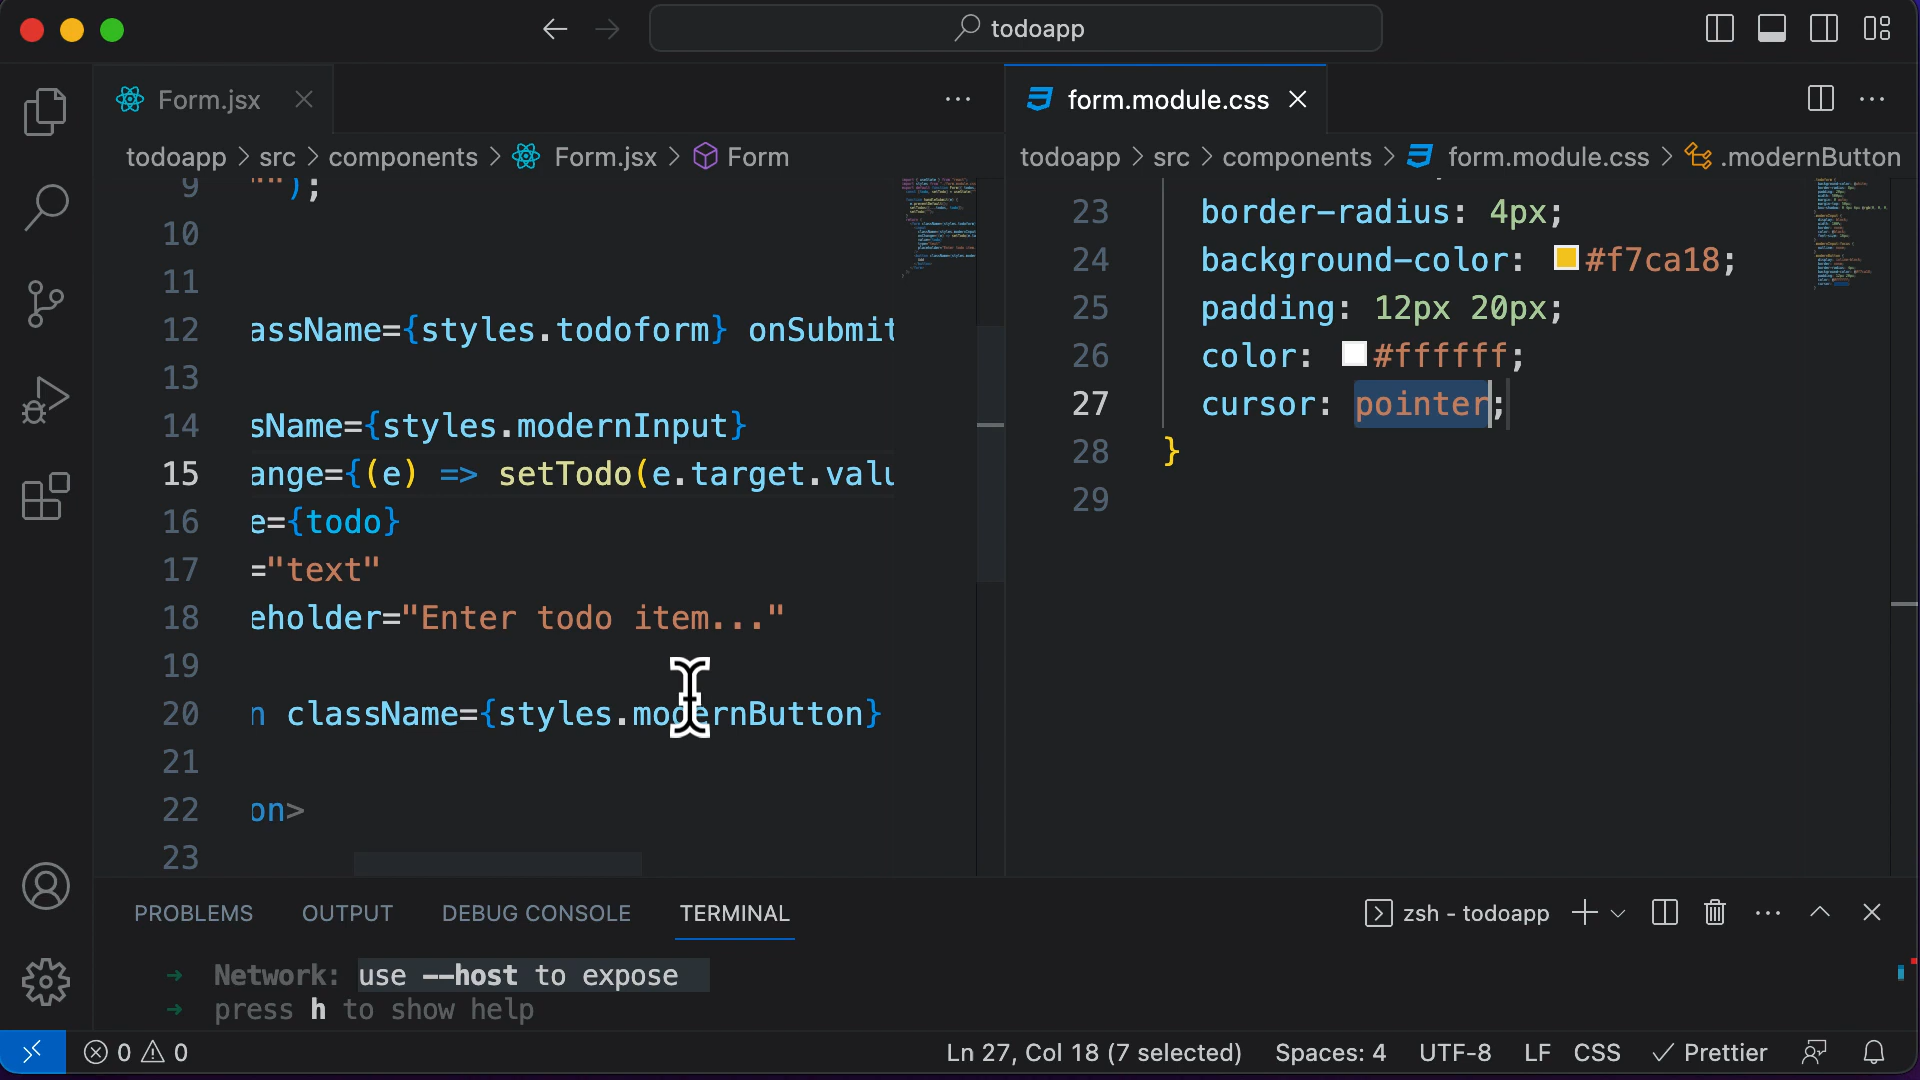 todoapp
Form.jsx
form.module.css
todoapp > src > components > Form.jsx > Form
todoapp > src > components > form.module.css > .modernButton
9 "");
10
11
12 assName={styles.todoform} onSubmit
13
14 sName={styles.modernInput}
15 ange={(e) => setTodo(e.target.valu
16 e={todo}
17 ="text"
18 eholder="Enter todo item..."
19
20 n className={styles.modernButton}
21
22 on>
23
23 border-radius: 4px;
24 background-color: #f7ca18;
25 padding: 12px 20px;
26 color: #ffffff;
27 cursor: pointer;
28 }
29
PROBLEMS OUTPUT DEBUG CONSOLE TERMINAL
zsh - todoapp
→ Network: use --host to expose
→ press h to show help
0 0
Ln 27, Col 18 (7 selected) Spaces: 4 UTF-8 LF CSS Prettier